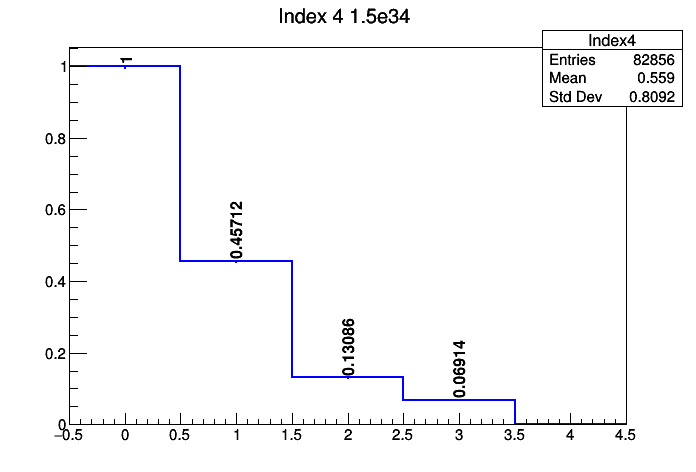 Index 4 1.5e34
Index4
Entries 82856
Mean 0.559
Std Dev 0.8092
1
0.8
0.6
0.4
0.2
0
1
0.45712
0.13086
0.06914
−0.5 0 0.5 1 1.5 2 2.5 3 3.5 4 4.5